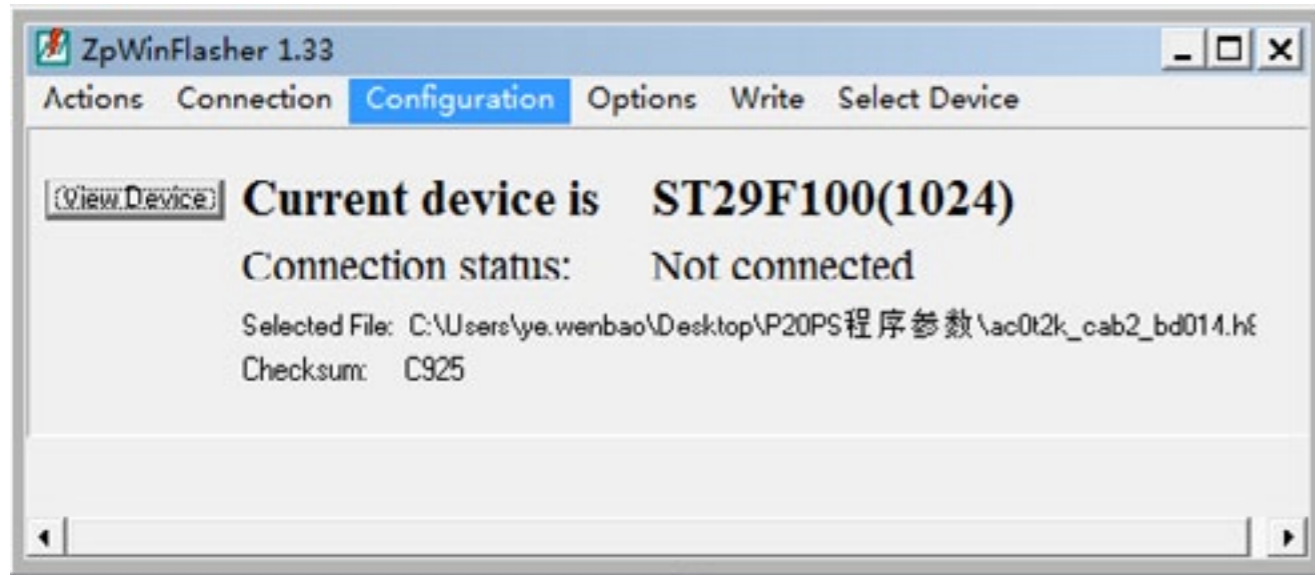 ZpWinFlasher 1.33
Actions Connection Configuration Options Write Select Device
View Device Current device is ST29F100(1024)
Connection status: Not connected
Selected File: C:\Users\ye.wenbao\Desktop\P20PS程序参数\ac0t2k_cab2_bd014.h8
Checksum: C925